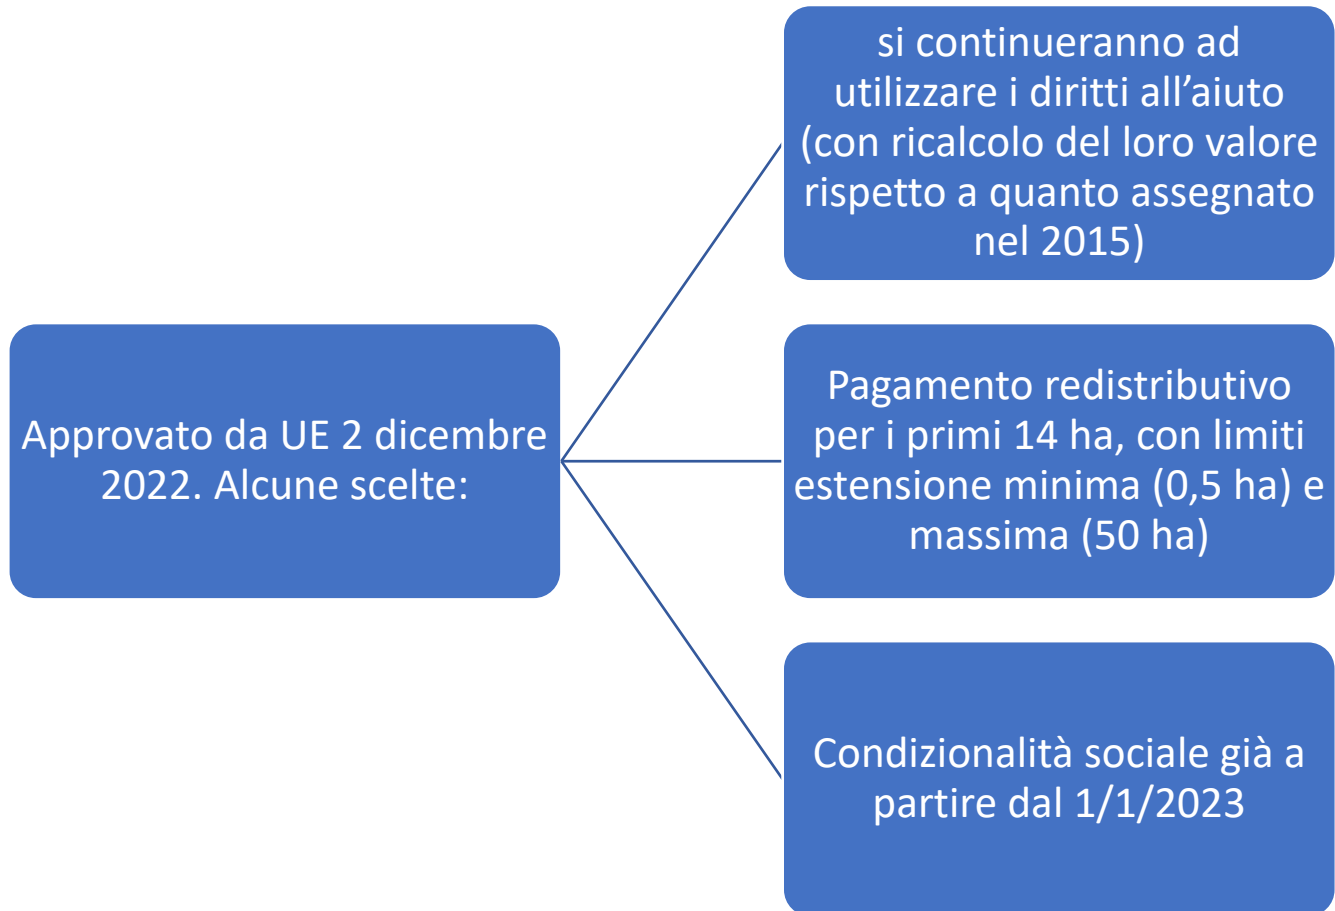 Approvato da UE 2 dicembre
2022. Alcune scelte:
si continueranno ad
utilizzare i diritti all’aiuto
(con ricalcolo del loro valore
rispetto a quanto assegnato
nel 2015)
Pagamento redistributivo
per i primi 14 ha, con limiti
estensione minima (0,5 ha) e
massima (50 ha)
Condizionalità sociale già a
partire dal 1/1/2023